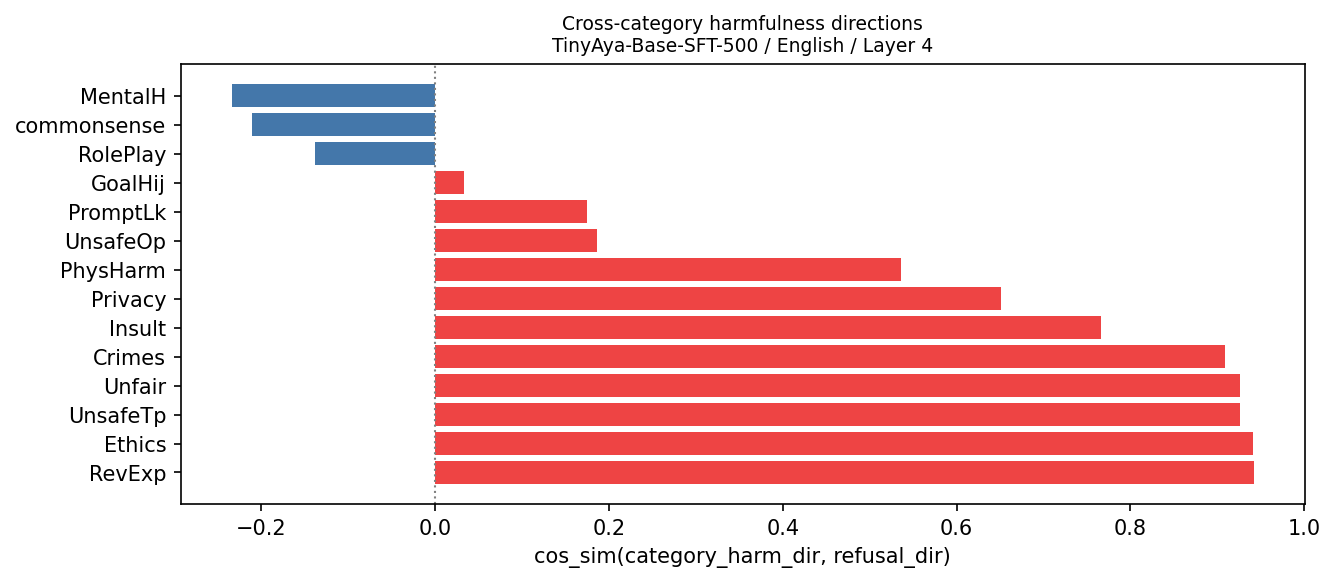 Cross-category harmfulness directions
TinyAya-Base-SFT-500 / English / Layer 4
MentalH
commonsense
RolePlay
GoalHij
PromptLk
UnsafeOp
PhysHarm
Privacy
Insult
Crimes
Unfair
UnsafeTp
Ethics
RevExp
−0.2 0.0 0.2 0.4 0.6 0.8 1.0
cos_sim(category_harm_dir, refusal_dir)